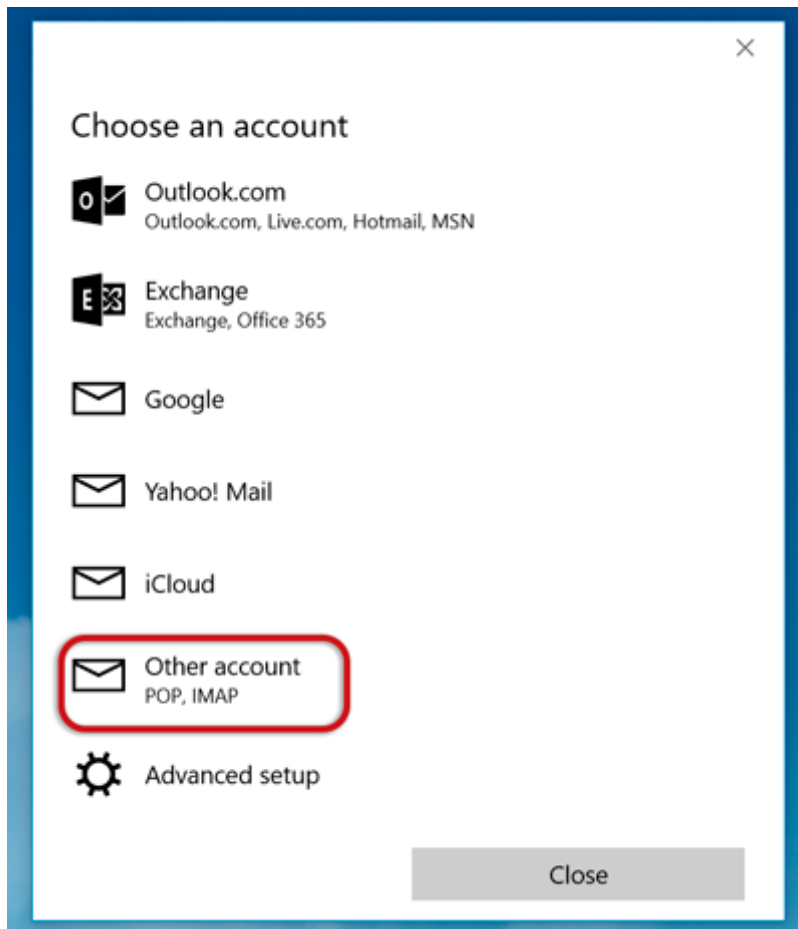 Choose an account
Outlook.com
Outlook.com, Live.com, Hotmail, MSN
Exchange
Exchange, Office 365
Google
Yahoo! Mail
iCloud
Other account
POP, IMAP
Advanced setup
Close